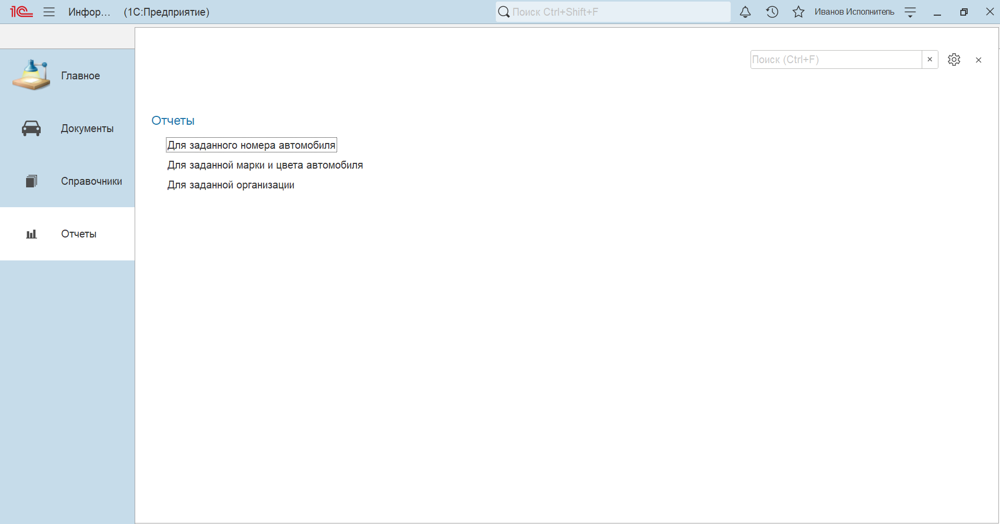 1С Инфор... (1С:Предприятие) Поиск Ctrl+Shift+F Иванов Исполнитель
Поиск (Ctrl+F)
Главное
Документы
Справочники
Отчеты
Отчеты
Для заданного номера автомобиля
Для заданной марки и цвета автомобиля
Для заданной организации